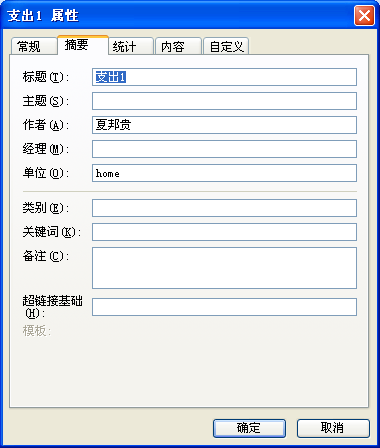 支出1 属性
常规 摘要 统计 内容 自定义
标题(T): 支出1
主题(S):
作者(A): 夏邦贵
经理(M):
单位(O): home
类别(E):
关键词(K):
备注(C):
超链接基础
(H):
模板:
确定 取消